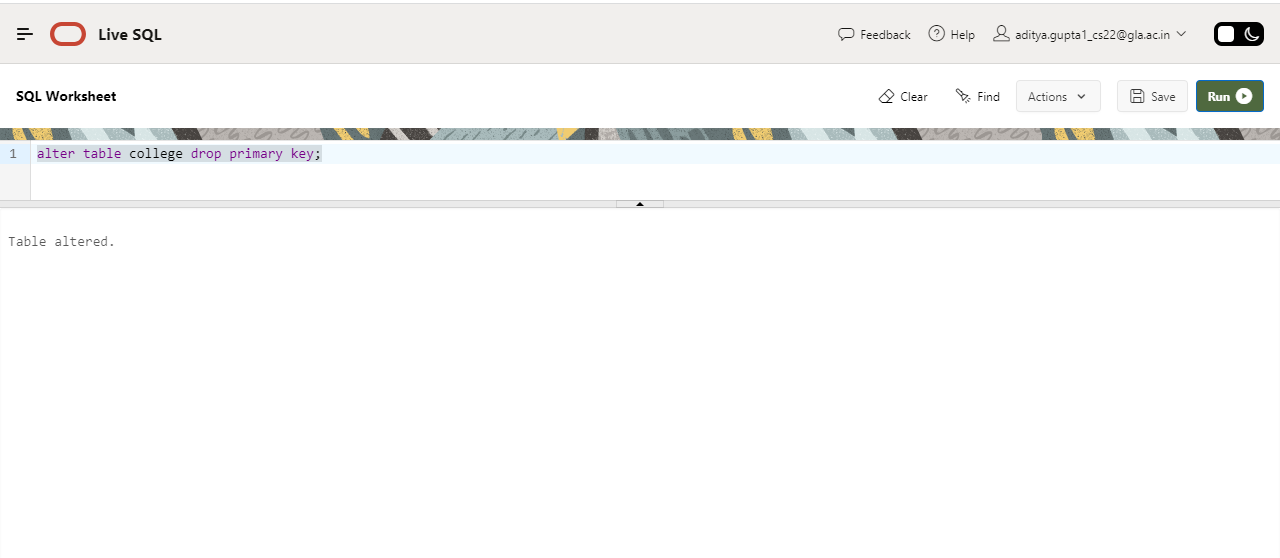 Live SQL
Feedback
Help
aditya.gupta1_cs22@gla.ac.in
SQL Worksheet
Clear
Find
Actions
Save
Run
1
alter table college drop primary key;
Table altered.